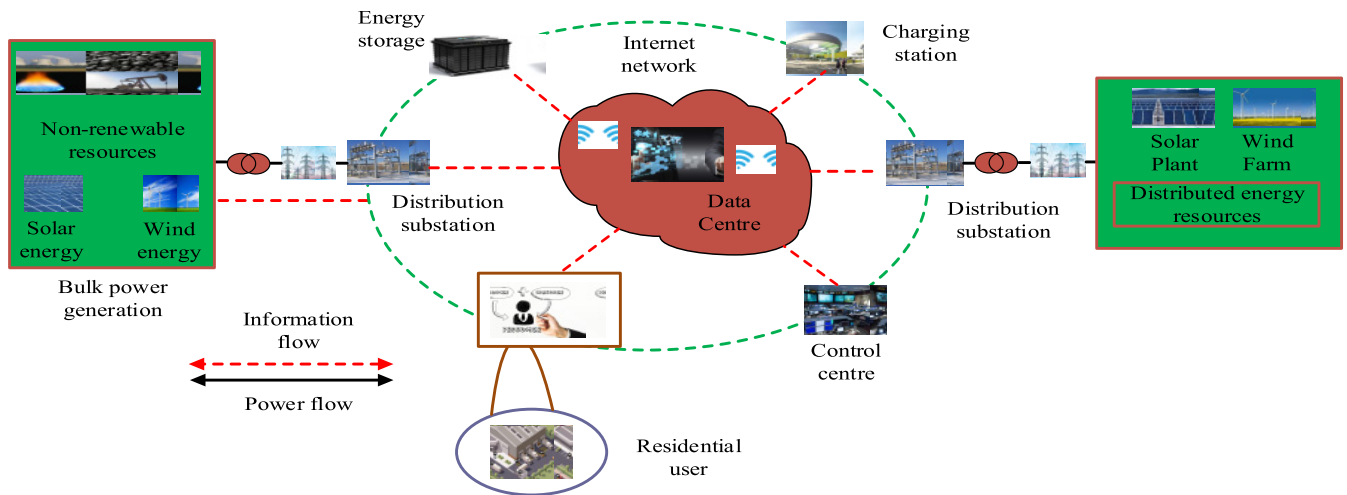 Energy
storage
Internet
network
Charging
station
Non-renewable
resources
Solar
energy
Wind
energy
Bulk power
generation
Distribution
substation
Data
Centre
Distribution
substation
Solar
Plant
Wind
Farm
Distributed energy
resources
Information
flow
Power flow
Control
centre
Residential
user